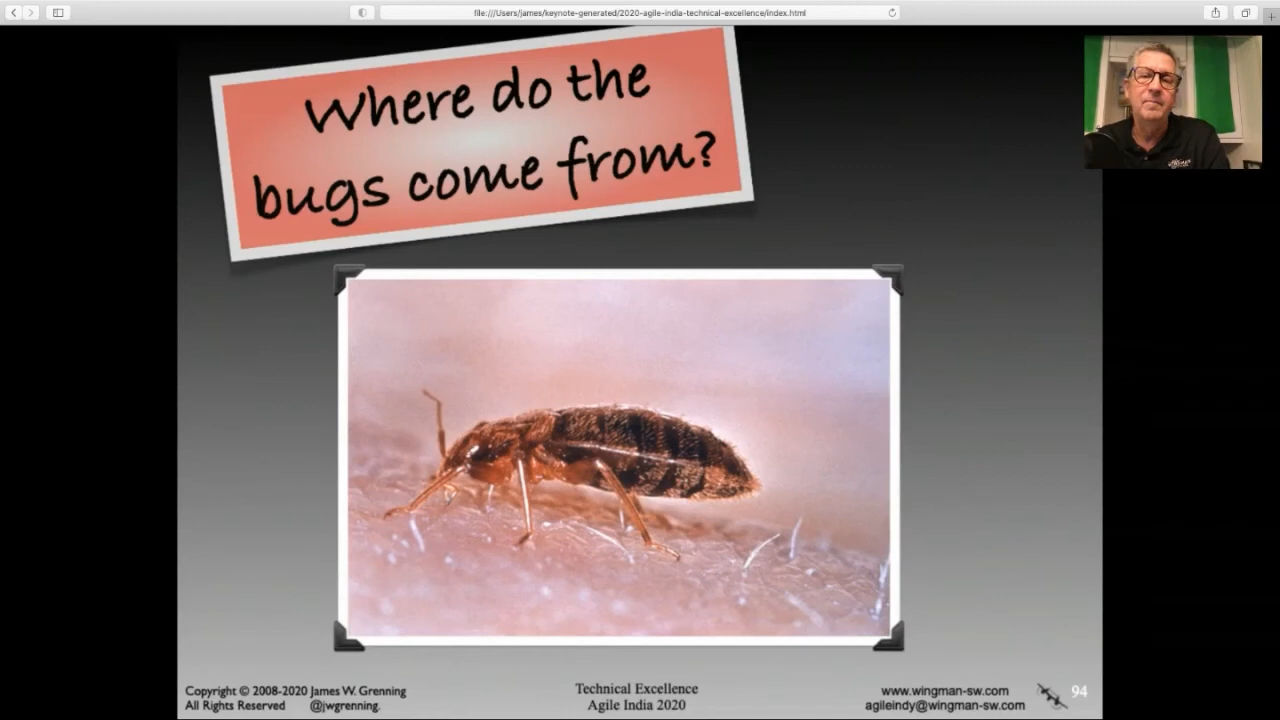 file:///Users/james/keynote-generated/2020-agile-india-technical-excellence/index.html
Where do the
bugs come from?
Copyright © 2008-2020 James W. Grenning
All Rights Reserved @jwgrenning.
Technical Excellence
Agile India 2020
www.wingman-sw.com
agileindy@wingman-sw.com
94